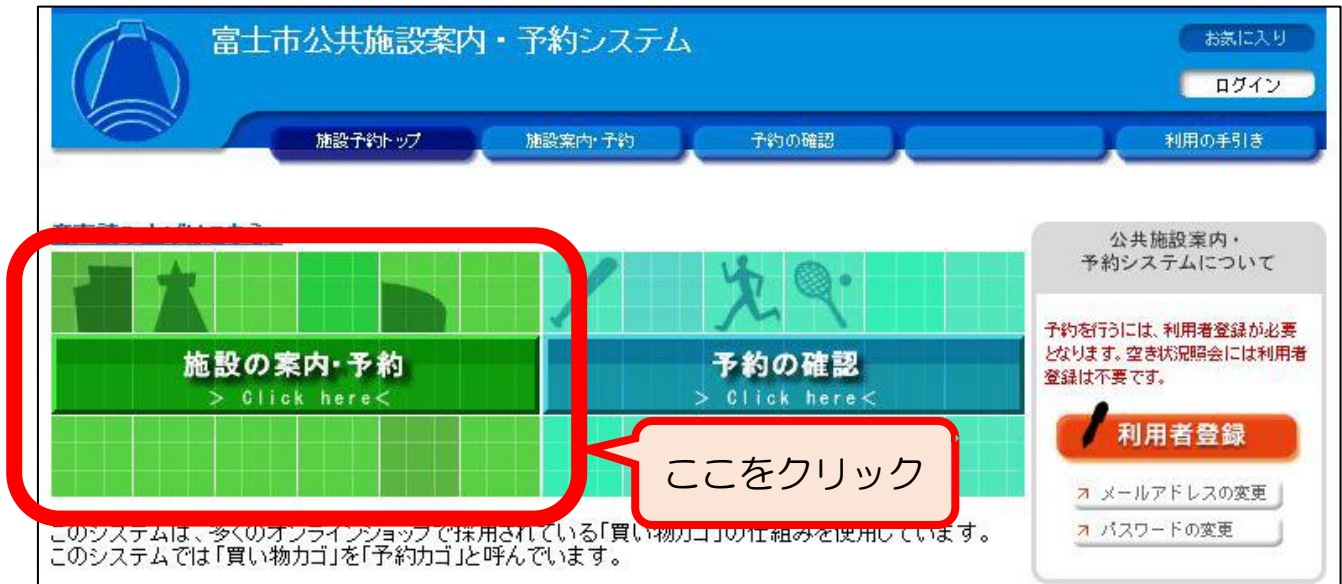 富士市公共施設案内・予約システム
お気に入り
ログイン
施設予約トップ
施設案内・予約
予約の確認
利用の手引き
施設の案内・予約
> Click here<
予約の確認
> Click here<
ここをクリック
このシステムは、多くのオンラインショップで採用されている「買い物カゴ」の仕組みを使用しています。
このシステムでは「買い物カゴ」を「予約カゴ」と呼んでいます。
公共施設案内・
予約システムについて
予約を行うには、利用者登録が必要
となります。空き状況照会には利用者
登録は不要です。
利用者登録
メールアドレスの変更
パスワードの変更